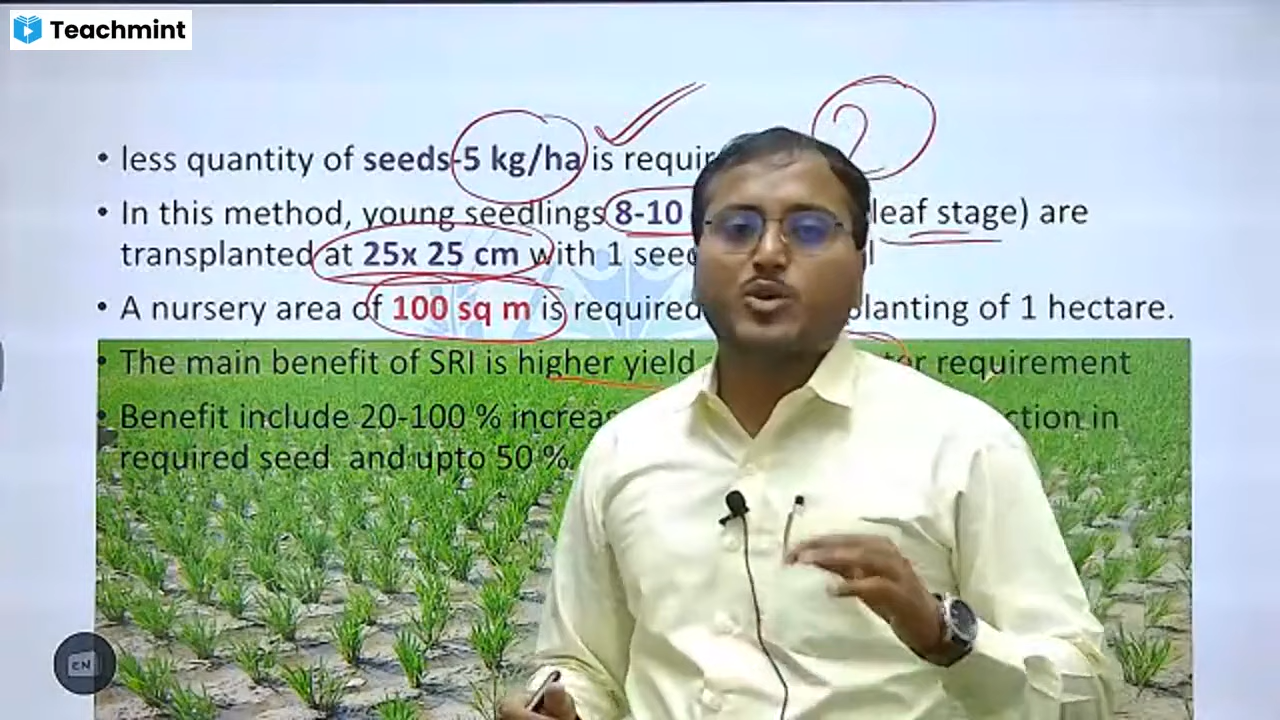 Teachmint
2
• less quantity of seeds-5 kg/ha is requir
• In this method, young seedlings 8-10 leaf stage) are
transplanted at 25x 25 cm with 1 seed
• A nursery area of 100 sq m is required planting of 1 hectare.
• The main benefit of SRI is higher yield requirement
• Benefit include 20-100 % increa ction in
required seed and upto 50 %
EN